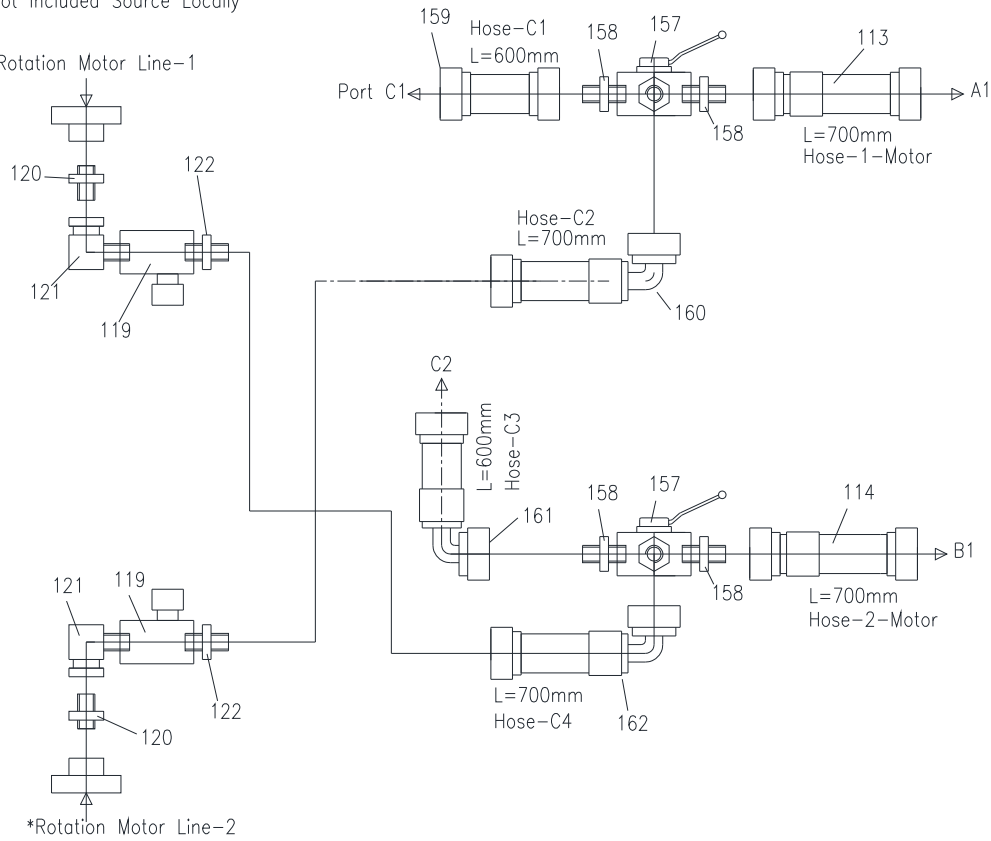 ot Included Source Locally
159
Hose-C1
L=600mm
158
157
113
Rotation Motor Line-1
Port C1
A1
158
L=700mm
Hose-1-Motor
120
122
Hose-C2
L=700mm
121
119
160
C2
L=600mm
Hose-C3
161
158
157
114
B1
158
L=700mm
Hose-2-Motor
121
119
122
L=700mm
Hose-C4
162
120
*Rotation Motor Line-2